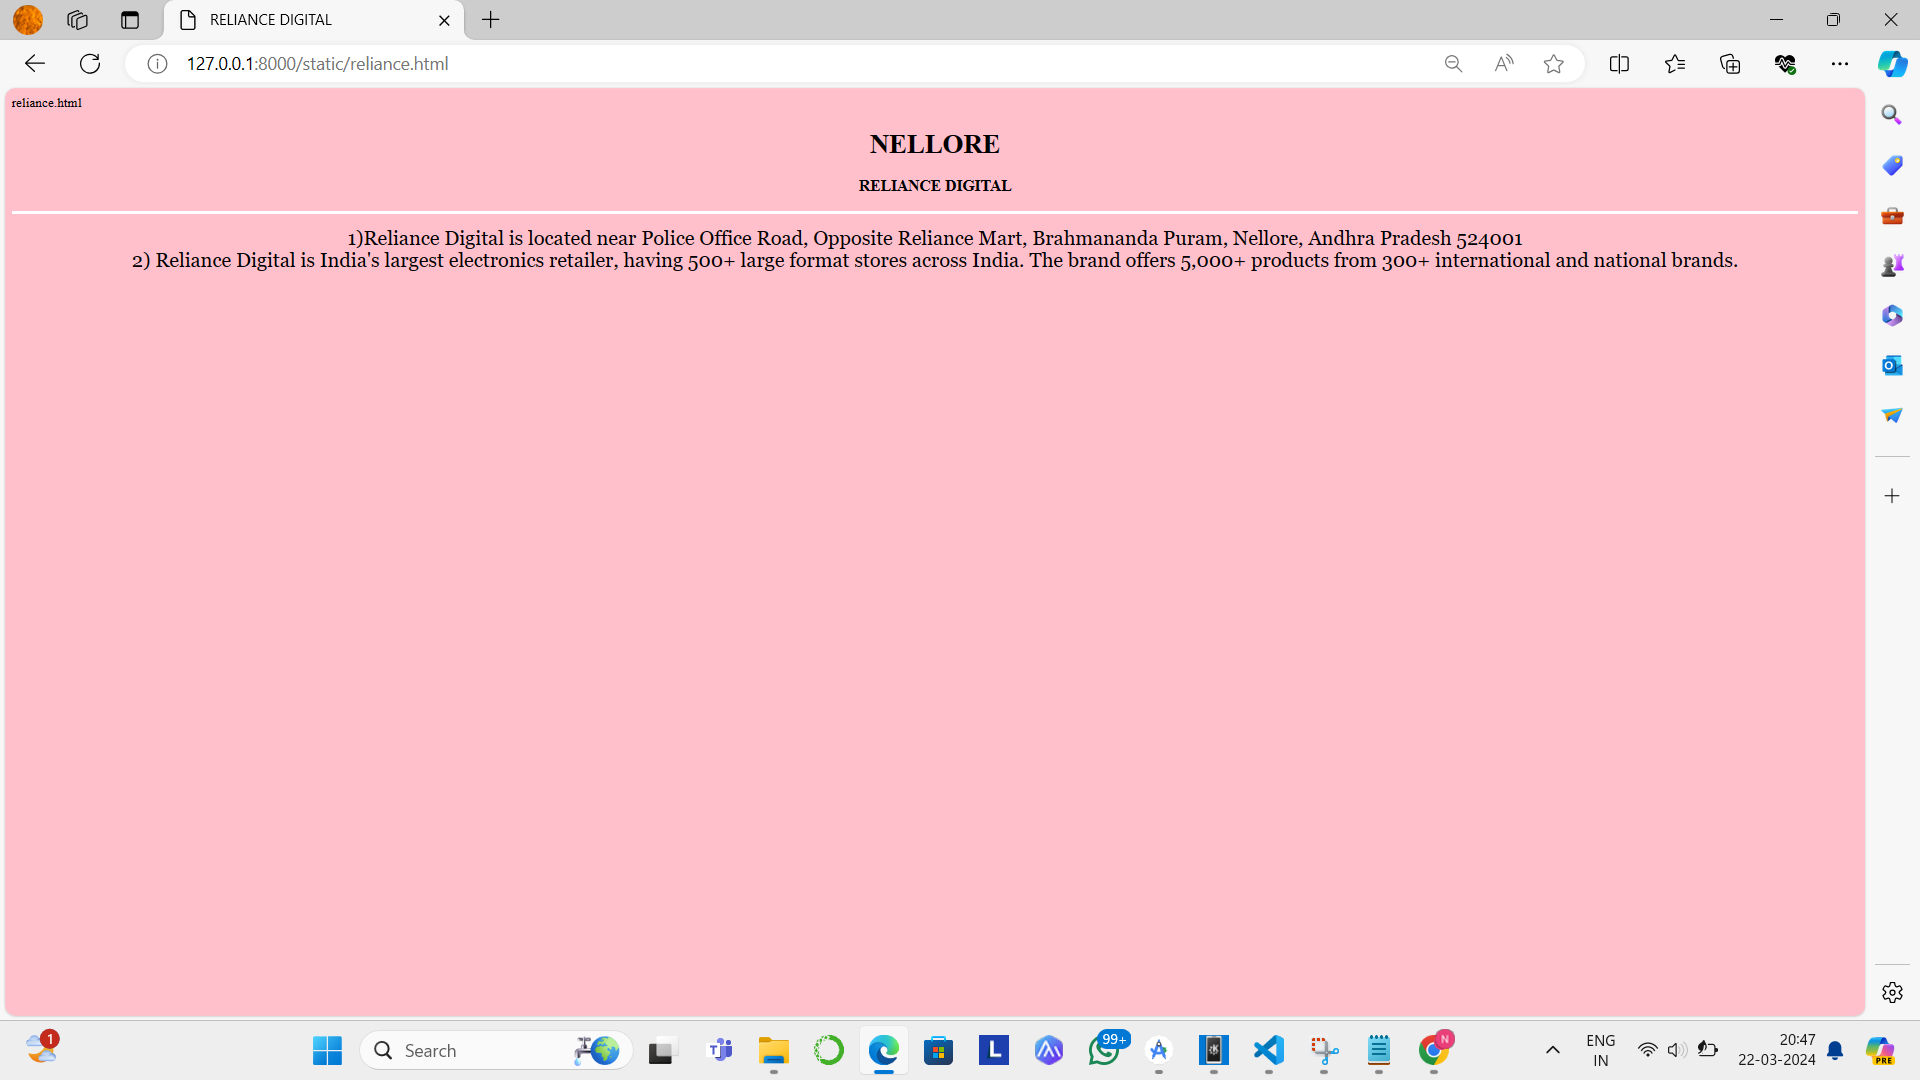 RELIANCE DIGITAL
127.0.0.1:8000/static/reliance.html
reliance.html
NELLORE
RELIANCE DIGITAL
1)Reliance Digital is located near Police Office Road, Opposite Reliance Mart, Brahmananda Puram, Nellore, Andhra Pradesh 524001
2) Reliance Digital is India's largest electronics retailer, having 500+ large format stores across India. The brand offers 5,000+ products from 300+ international and national brands.
1
Search
99+
N
ENG
IN
20:47
22-03-2024
PRE